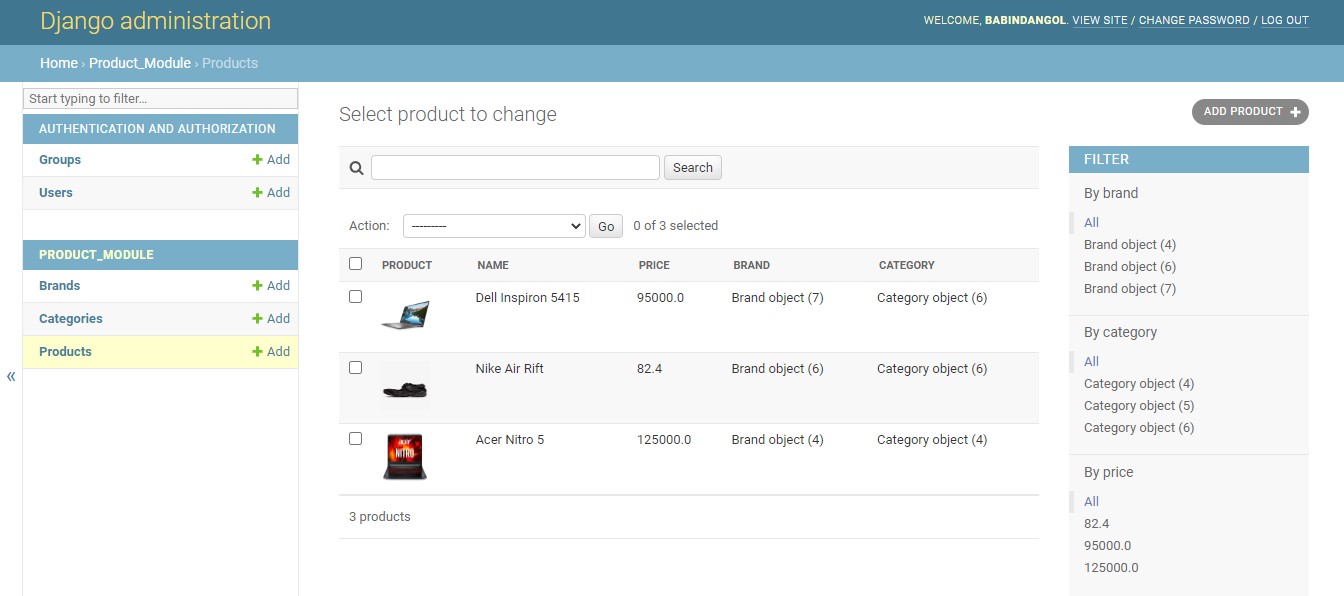 Django administration
WELCOME, BABINDANGOL. VIEW SITE / CHANGE PASSWORD / LOG OUT
Home › Product_Module › Products
Start typing to filter...
AUTHENTICATION AND AUTHORIZATION
Groups + Add
Users + Add
PRODUCT_MODULE
Brands + Add
Categories + Add
Products + Add
«
Select product to change
ADD PRODUCT +
Search
Action: --------- Go 0 of 3 selected
PRODUCT NAME PRICE BRAND CATEGORY
Dell Inspiron 5415 95000.0 Brand object (7) Category object (6)
Nike Air Rift 82.4 Brand object (6) Category object (6)
acer
NITRO
Acer Nitro 5 125000.0 Brand object (4) Category object (4)
3 products
FILTER
By brand
All
Brand object (4)
Brand object (6)
Brand object (7)
By category
All
Category object (4)
Category object (5)
Category object (6)
By price
All
82.4
95000.0
125000.0